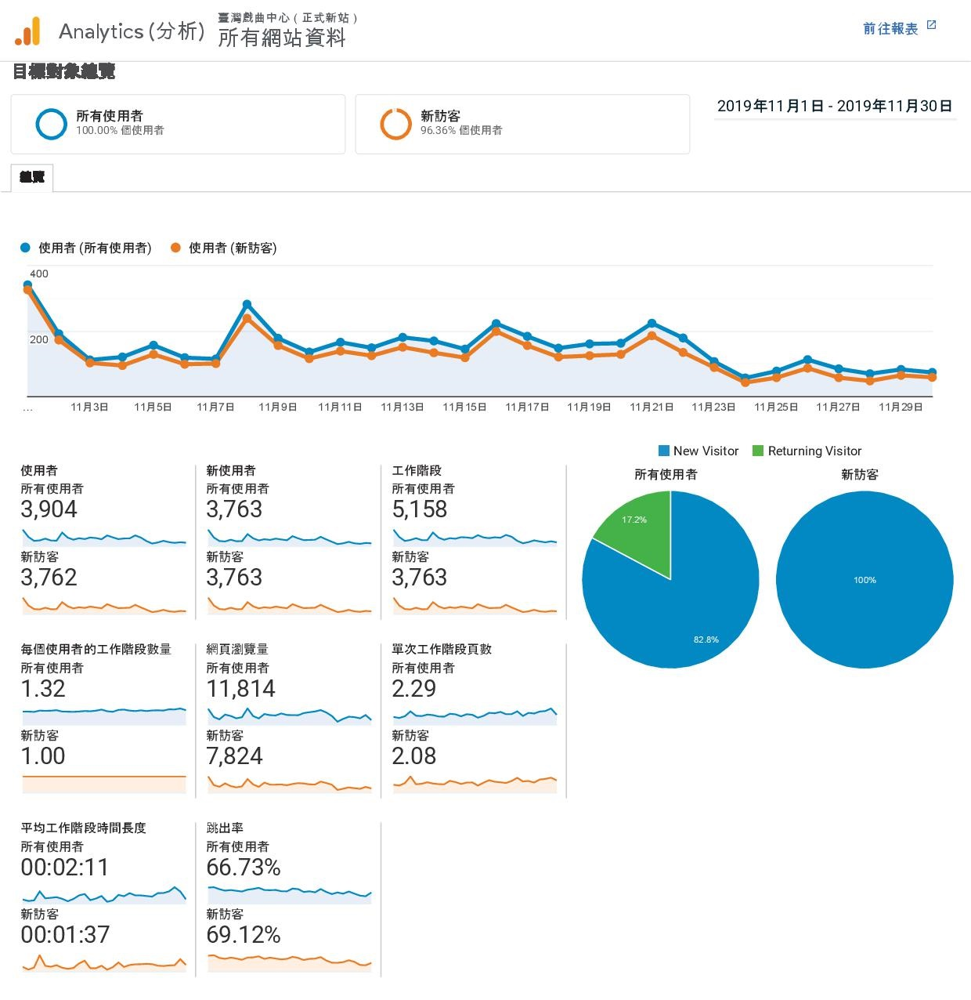 Analytics (分析)
臺灣戲曲中心 ( 正式新站 )
所有網站資料
前往報表
目標對象總覽
所有使用者
100.00% 個使用者
新訪客
96.36% 個使用者
2019年11月1日 - 2019年11月30日
總覽
使用者 (所有使用者)
使用者 (新訪客)
400
200
...
11月3日
11月5日
11月7日
11月9日
11月11日
11月13日
11月15日
11月17日
11月19日
11月21日
11月23日
11月25日
11月27日
11月29日
使用者
所有使用者
3,904
新訪客
3,762
新使用者
所有使用者
3,763
新訪客
3,763
工作階段
所有使用者
5,158
新訪客
3,763
New Visitor
Returning Visitor
所有使用者
17.2%
82.8%
新訪客
100%
每個使用者的工作階段數量
所有使用者
1.32
新訪客
1.00
網頁瀏覽量
所有使用者
11,814
新訪客
7,824
單次工作階段頁數
所有使用者
2.29
新訪客
2.08
平均工作階段時間長度
所有使用者
00:02:11
新訪客
00:01:37
跳出率
所有使用者
66.73%
新訪客
69.12%